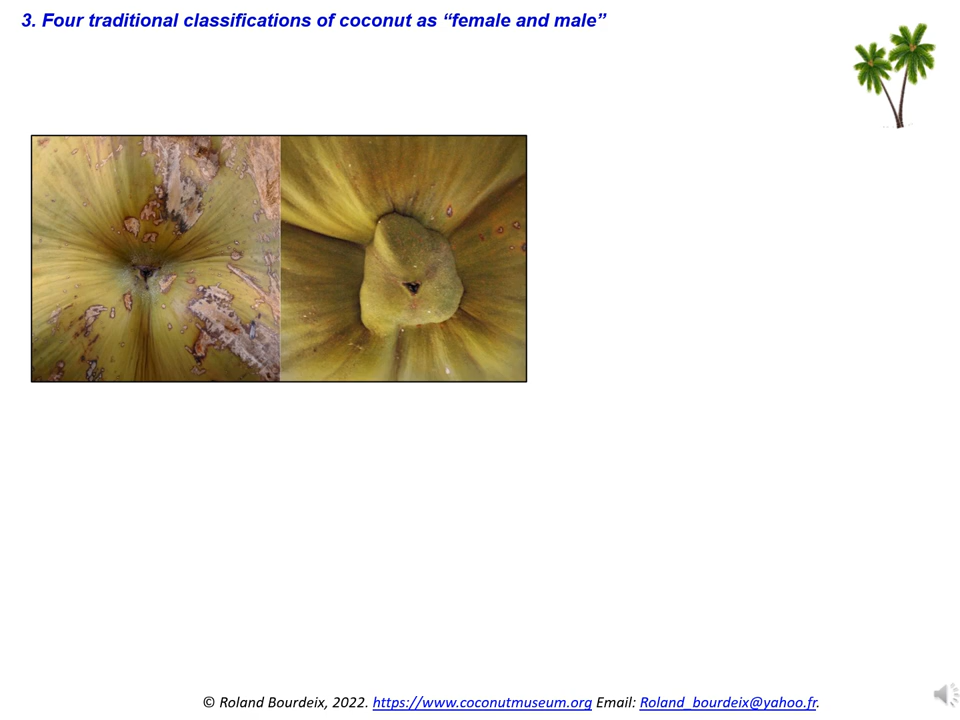 3. Four traditional classifications of coconut as “female and male”
© Roland Bourdeix, 2022. https://www.coconutmuseum.org Email: Roland_bourdeix@yahoo.fr.